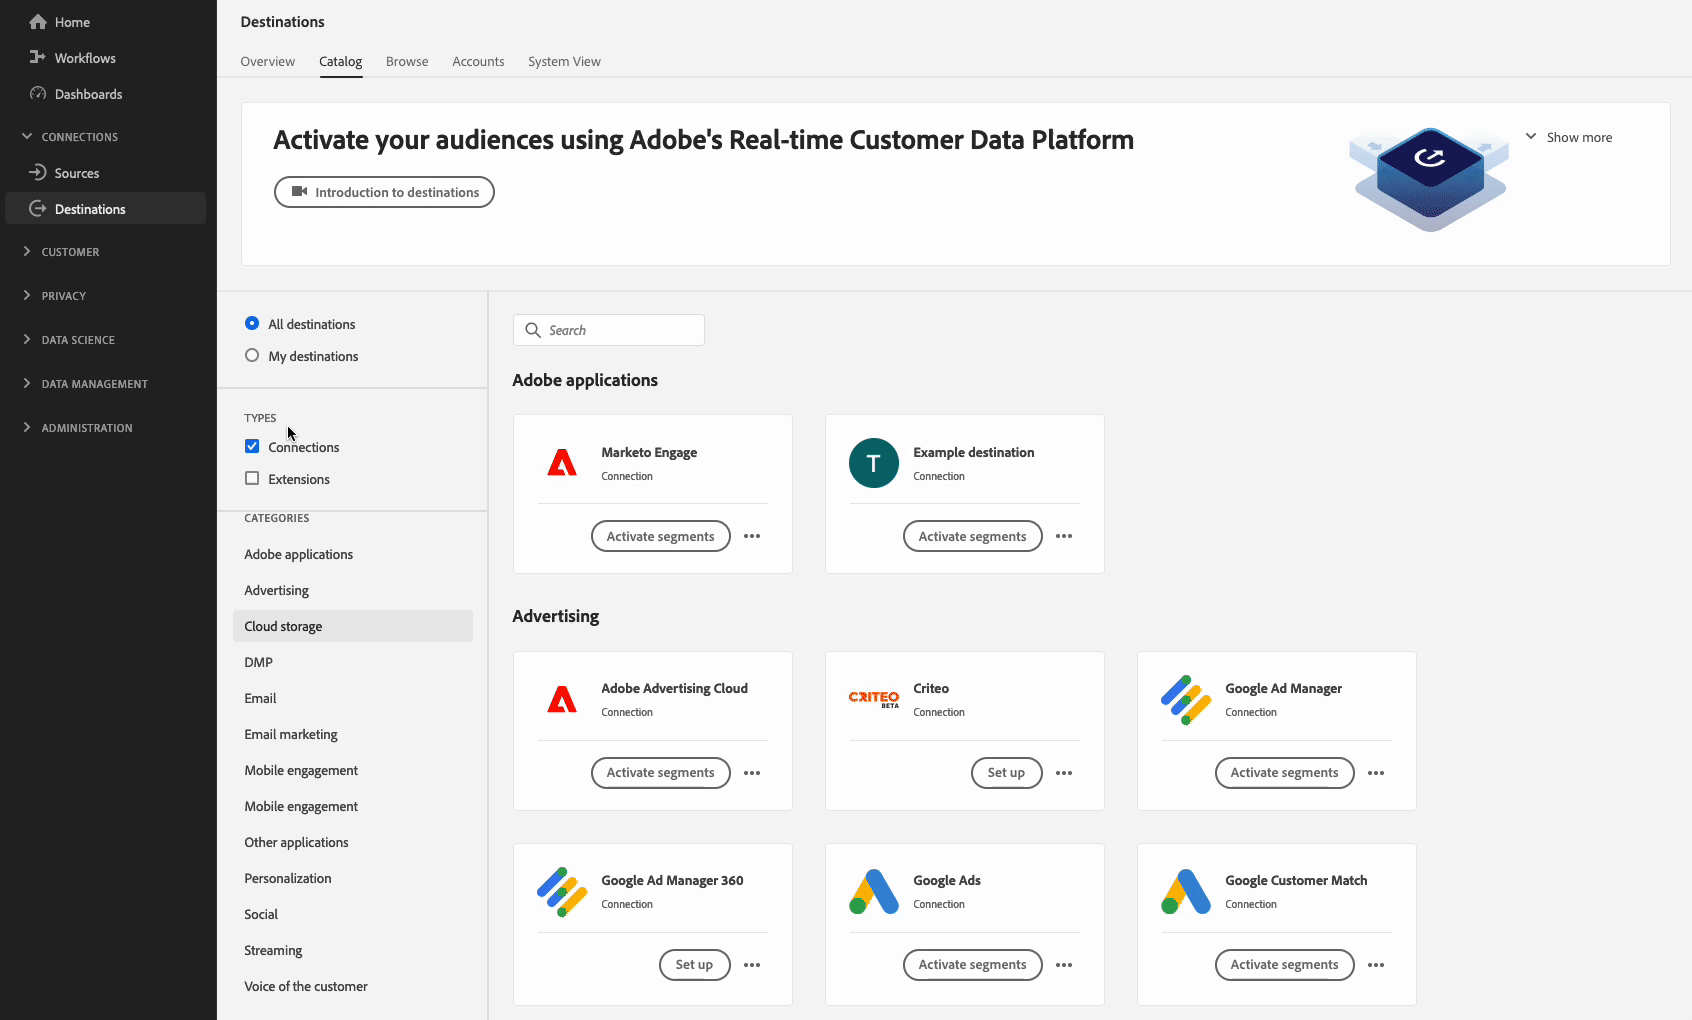 Home
Workflows
Dashboards
CONNECTIONS
Sources
Destinations
CUSTOMER
PRIVACY
DATA SCIENCE
DATA MANAGEMENT
ADMINISTRATION
Destinations
Overview Catalog Browse Accounts System View
Activate your audiences using Adobe's Real-time Customer Data Platform
Show more
Introduction to destinations
All destinations
My destinations
TYPES
Connections
Extensions
CATEGORIES
Adobe applications
Advertising
Cloud storage
DMP
Email
Email marketing
Mobile engagement
Mobile engagement
Other applications
Personalization
Social
Streaming
Voice of the customer
Search
Adobe applications
Marketo Engage
Connection
Activate segments
T
Example destination
Connection
Activate segments
Advertising
Adobe Advertising Cloud
Connection
Activate segments
CRITEO
BETA
Criteo
Connection
Set up
Google Ad Manager
Connection
Activate segments
Google Ad Manager 360
Connection
Set up
Google Ads
Connection
Activate segments
Google Customer Match
Connection
Activate segments